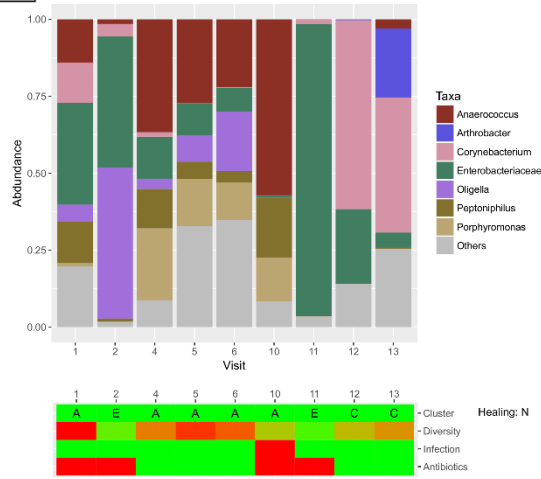 1.00
0.75
0.50
0.25
0.00
Abdundance
1 2 4 5 6 10 11 12 13
Visit
Taxa
Anaerococcus
Arthrobacter
Corynebacterium
Enterobacteriaceae
Oligella
Peptoniphilus
Porphyromonas
Others
1 2 4 5 6 10 11 12 13
A E A A A A E C C Cluster
Healing: N
Diversity
Infection
Antibiotics